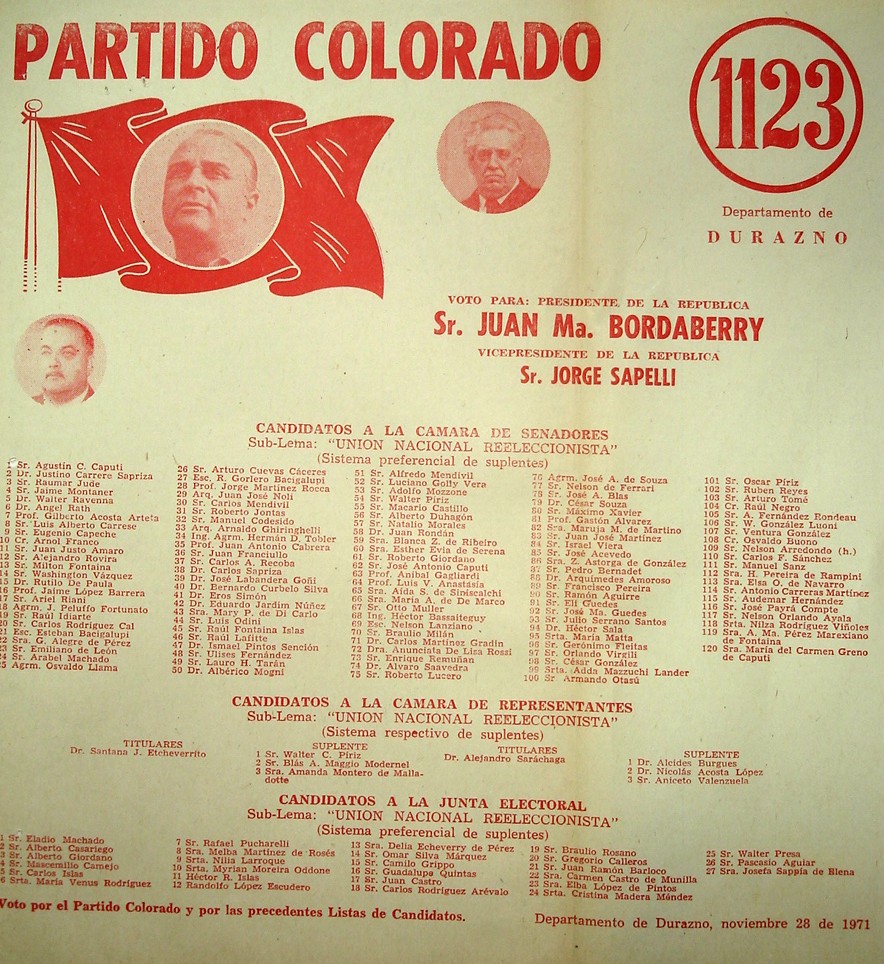 PARTIDO COLORADO
1123
Departamento de
DURAZNO
VOTO PARA: PRESIDENTE DE LA REPUBLICA
Sr. JUAN Ma. BORDABERRY
VICEPRESIDENTE DE LA REPUBLICA
Sr. JORGE SAPELLI
CANDIDATOS A LA CAMARA DE SENADORES
Sub-Lema: "UNION NACIONAL REELECCIONISTA"
(Sistema preferencial de suplentes)
1 Sr. Agustín C. Caputi
2 Dr. Justino Carrere Sapriza
3 Sr. Raumar Jude
4 Sr. Jaime Montaner
5 Dr. Walter Ravenna
6 Dr. Angel Rath
7 Prof. Gilberto Acosta Arteta
8 Sr. Luis Alberto Carrese
9 Sr. Eugenio Capeche
Cr. Arnol Franco
11 Sr. Juan Justo Amaro
12 Sr. Alejandro Rovira
13 Sr. Milton Fontaina
14 Sr. Washington Vázquez
15 Dr. Rutilo De Paula
16 Prof. Jaime López Barrera
17 Sr. Ariel Riani
18 Agrm. J. Peluffo Fortunato
19 Sr. Raúl Idiarte
20 Sr. Carlos Rodríguez Cal
21 Esc. Esteban Bacigalupi
22 Sra. G. Alegre de Pérez
23 Sr. Emiliano de León
24 Sr. Arabel Machado
25 Agrm. Osvaldo Llama
26 Sr. Arturo Cuevas Cáceres
27 Esc. R. Gorlero Bacigalupi
28 Prof. Jorge Martínez Rocca
29 Arq. Juan José Noli
30 Sr. Carlos Mendivil
31 Sr. Roberto Jontas
32 Sr. Manuel Codesido
33 Arq. Arnaldo Ghiringhelli
34 Ing. Agrm. Hermán D. Tobler
35 Prof. Juan Antonio Cabrera
36 Sr. Juan Franciullo
37 Sr. Carlos A. Recoba
38 Dr. Carlos Sapriza
39 Dr. José Labandera Goñi
40 Dr. Bernardo Curbelo Silva
41 Dr. Eros Simón
42 Dr. Eduardo Jardim Núñez
43 Sra. Mary P. de Di Carlo
44 Sr. Luis Odini
45 Sr. Raúl Fontaina Islas
46 Sr. Raúl Lafitte
47 Dr. Ismael Pintos Sención
48 Sr. Ulises Fernández
49 Sr. Lauro H. Tarán
50 Dr. Albérico Mogni
51 Sr. Alfredo Mendivil
52 Sr. Luciano Golly Vera
53 Sr. Adolfo Mozzone
54 Sr. Walter Piriz
55 Sr. Macario Castillo
56 Sr. Alberto Duhagón
57 Sr. Natalio Morales
58 Dr. Juan Rondán
59 Sra. Blanca Z. de Ribeiro
60 Sra. Esther Evia de Serena
61 Sr. Roberto Giordano
62 Sr. José Antonio Caputi
63 Prof. Anibal Gagliardi
64 Prof. Luis V. Anastasía
65 Sra. Aída S. de Siniscalchi
66 Sra. María A. de De Marco
67 Sr. Otto Muller
68 Ing. Héctor Bassaiteguy
69 Esc. Nelson Lanziano
70 Sr. Braulio Milán
71 Dr. Carlos Martínez Gradin
72 Dra. Anunciata De Lisa Rossi
73 Sr. Enrique Remuñan
74 Dr. Alvaro Saavedra
75 Sr. Roberto Lucero
76 Agrm. José A. de Souza
77 Sr. Nelson de Ferrari
78 Sr. José A. Blas
79 Dr. César Souza
80 Sr. Máximo Xavier
81 Prof. Gastón Alvarez
82 Sra. Maruja M. de Martino
83 Sr. Juan José Martínez
84 Sr. Israel Viera
85 Sr. José Acevedo
86 Sra. Z. Astorga de González
87 Sr. Pedro Bernadet
88 Dr. Arquímedes Amoroso
89 Sr. Francisco Pereira
90 Sr. Ramón Aguirre
91 Sr. Eli Guedes
92 Sr. José Ma. Guedes
93 Sr. Julio Serrano Santos
94 Dr. Héctor Sala
95 Srta. María Matta
96 Sr. Gerónimo Fleitas
97 Sr. Orlando Virgili
98 Sr. César González
99 Srta. Adda Mazzuchi Lander
100 Sr. Armando Otasú
101 Sr. Oscar Píriz
102 Sr. Ruben Reyes
103 Sr. Arturo Tomé
104 Cr. Raúl Negro
105 Sr. A. Fernández Rondeau
106 Sr. W. González Luoni
107 Sr. Ventura González
108 Cr. Osvaldo Buono
109 Sr. Nelson Arredondo (h.)
110 Sr. Carlos F. Sánchez
111 Sr. Manuel Sanz
112 Sra. H. Pereira de Rampini
113 Sra. Elsa O. de Navarro
114 Sr. Antonio Carreras Martínez
115 Sr. Audemar Hernández
116 Sr. José Payrá Compá
117 Sr. Nelson Orlando Ayala
118 Srta. Nilza Rodríguez Viñoles
119 Sra. A. Ma. Pérez Marexiano
de Fontaina
120 Sra. María del Carmen Greno
de Caputi
CANDIDATOS A LA CAMARA DE REPRESENTANTES
Sub-Lema: "UNION NACIONAL REELECCIONISTA"
(Sistema respectivo de suplentes)
TITULARES
Dr. Santana J. Etcheverrito
SUPLENTE
1 Sr. Walter C. Píriz
2 Sr. Blás A. Maggio Modernel
3 Sra. Amanda Montero de Malla-
dotte
TITULARES
Dr. Alejandro Saráchaga
SUPLENTE
1 Dr. Alcides Burgues
2 Dr. Nicolás Acosta López
3 Sr. Aniceto Valenzuela
CANDIDATOS A LA JUNTA ELECTORAL
Sub-Lema: "UNION NACIONAL REELECCIONISTA"
(Sistema preferencial de suplentes)
1 Sr. Eladio Machado
2 Sr. Alberto Casariego
3 Sr. Alberto Giordano
4 Sr. Mascemillo Camejo
5 Sr. Carlos Islas
6 Srta. María Venus Rodríguez
7 Sr. Rafael Pucharelli
8 Sra. Melba Martínez de Rosés
9 Srta. Nilia Larroque
10 Srta. Myrian Moreira Oddone
11 Héctor R. Islas
12 Randolfo López Escudero
13 Sra. Delia Echeverry de Pérez
14 Sr. Omar Silva Márquez
15 Sr. Camilo Grippo
16 Sr. Guadalupe Quintas
17 Sr. Juan Castro
18 Sr. Carlos Rodríguez Arévalo
19 Sr. Braulio Rosano
20 Sr. Gregorio Calleros
21 Sr. Juan Ramón Barloco
22 Sra. Carmen Castro de Munilla
23 Sra. Elba López de Pintos
24 Srta. Cristina Madera Méndez
25 Sr. Walter Presa
26 Sr. Pascasio Aguiar
27 Sra. Josefa Sappia de Elena
Voto por el Partido Colorado y por las precedentes Listas de Candidatos.
Departamento de Durazno, noviembre 28 de 1971